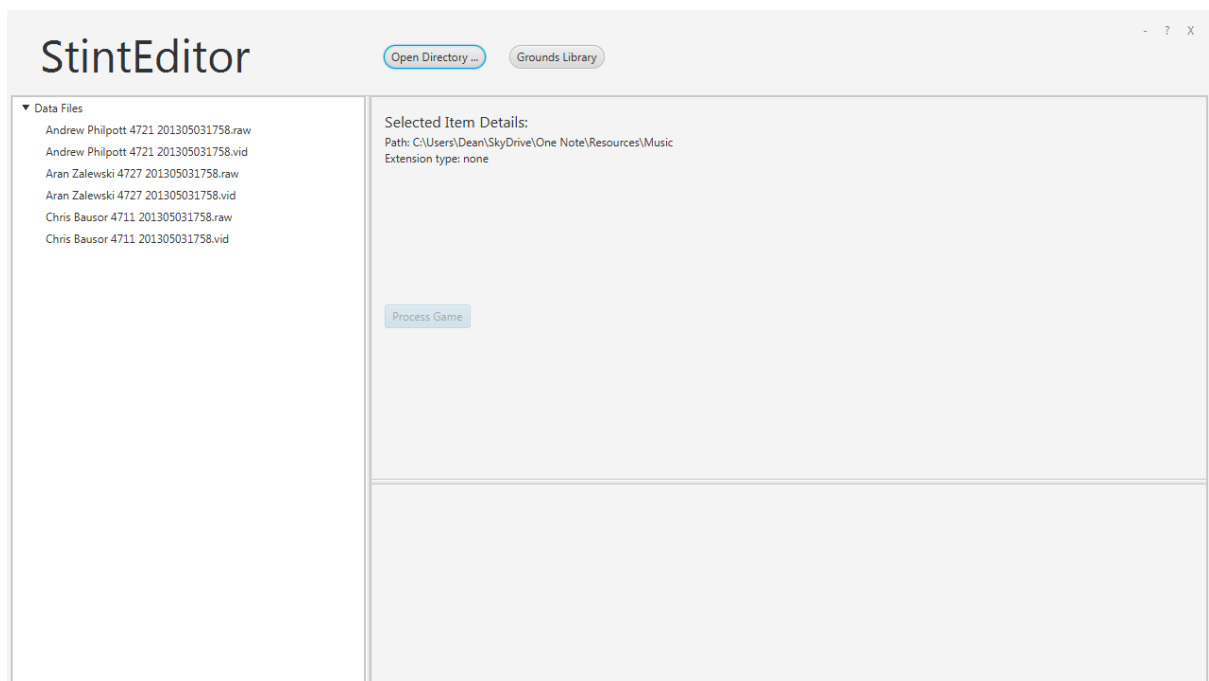 StintEditor
Open Directory ...
Grounds Library
- ? X
Data Files
Andrew Philpott 4721 201305031758.raw
Andrew Philpott 4721 201305031758.vid
Aran Zalewski 4727 201305031758.raw
Aran Zalewski 4727 201305031758.vid
Chris Bausor 4711 201305031758.raw
Chris Bausor 4711 201305031758.vid
Selected Item Details:
Path: C:\Users\Dean\SkyDrive\One Note\Resources\Music
Extension type: none
Process Game